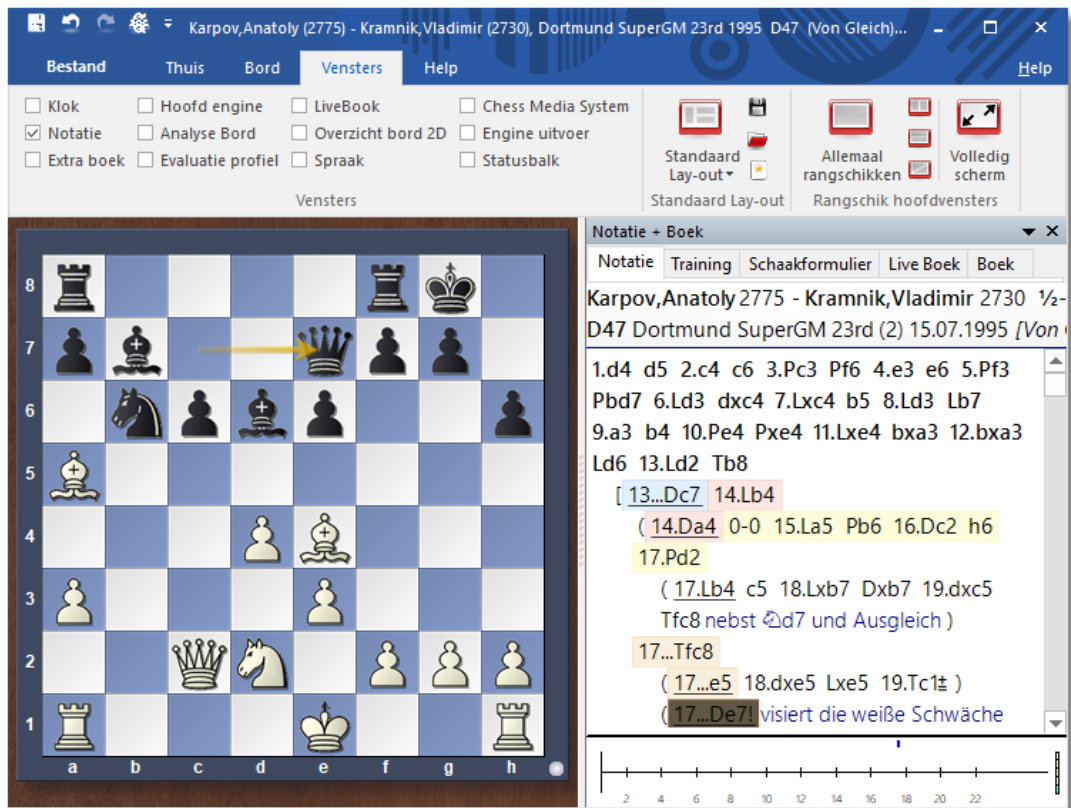 Karpov,Anatoly (2775) - Kramnik,Vladimir (2730), Dortmund SuperGM 23rd 1995 D47 (Von Gleich)...
Bestand Thuis Bord Vensters Help Help
Klok Hoofd engine LiveBook Chess Media System
Notatie Analyse Bord Overzicht bord 2D Engine uitvoer
Extra boek Evaluatie profiel Spraak Statusbalk
Vensters
Standaard
Lay-out
Standaard Lay-out
Allemaal
rangschikken
Volledig
scherm
Rangschik hoofdvensters
8
7
6
5
4
3
2
1
a b c d e f g h
Notatie + Boek
Notatie Training Schaakformulier Live Boek Boek
Karpov,Anatoly 2775 - Kramnik,Vladimir 2730 ½-
D47 Dortmund SuperGM 23rd (2) 15.07.1995 [Von
1.d4 d5 2.c4 c6 3.Pc3 Pf6 4.e3 e6 5.Pf3
Pbd7 6.Ld3 dxc4 7.Lxc4 b5 8.Ld3 Lb7
9.a3 b4 10.Pe4 Pxe4 11.Lxe4 bxa3 12.bxa3
Ld6 13.Ld2 Tb8
[ 13...Dc7 14.Lb4
( 14.Da4 0-0 15.La5 Pb6 16.Dc2 h6
17.Pd2
( 17.Lb4 c5 18.Lxb7 Dxb7 19.dxc5
Tfc8 nebst ♘d7 und Ausgleich )
17...Tfc8
( 17...e5 18.dxe5 Lxe5 19.Tc1± )
( 17...De7! visiert die weiße Schwäche
2 4 6 8 10 12 14 16 18 20 22